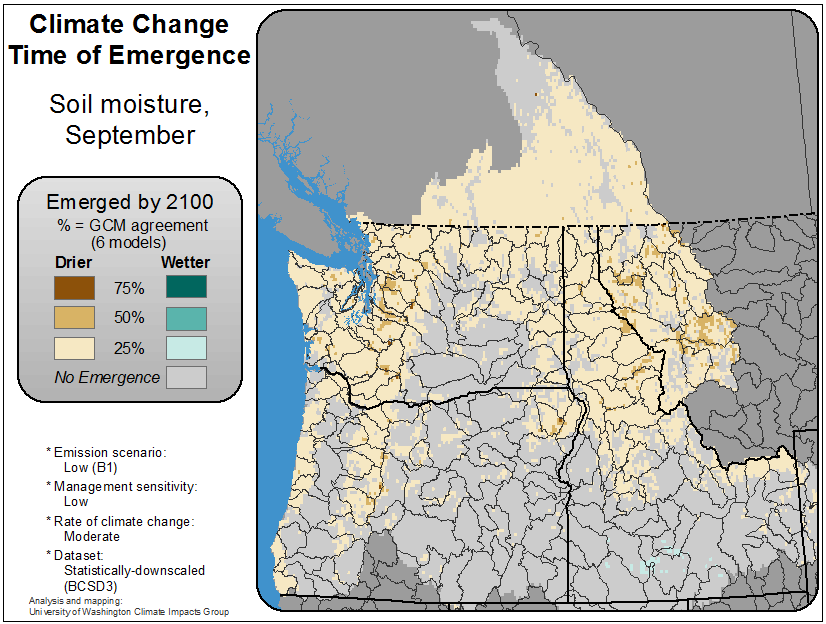 Climate Change
Time of Emergence
Soil moisture,
September
Emerged by 2100
% = GCM agreement
(6 models)
Drier Wetter
75%
50%
25%
No Emergence
* Emission scenario:
Low (B1)
* Management sensitivity:
Low
* Rate of climate change:
Moderate
* Dataset:
Statistically-downscaled
(BCSD3)
Analysis and mapping:
University of Washington Climate Impacts Group